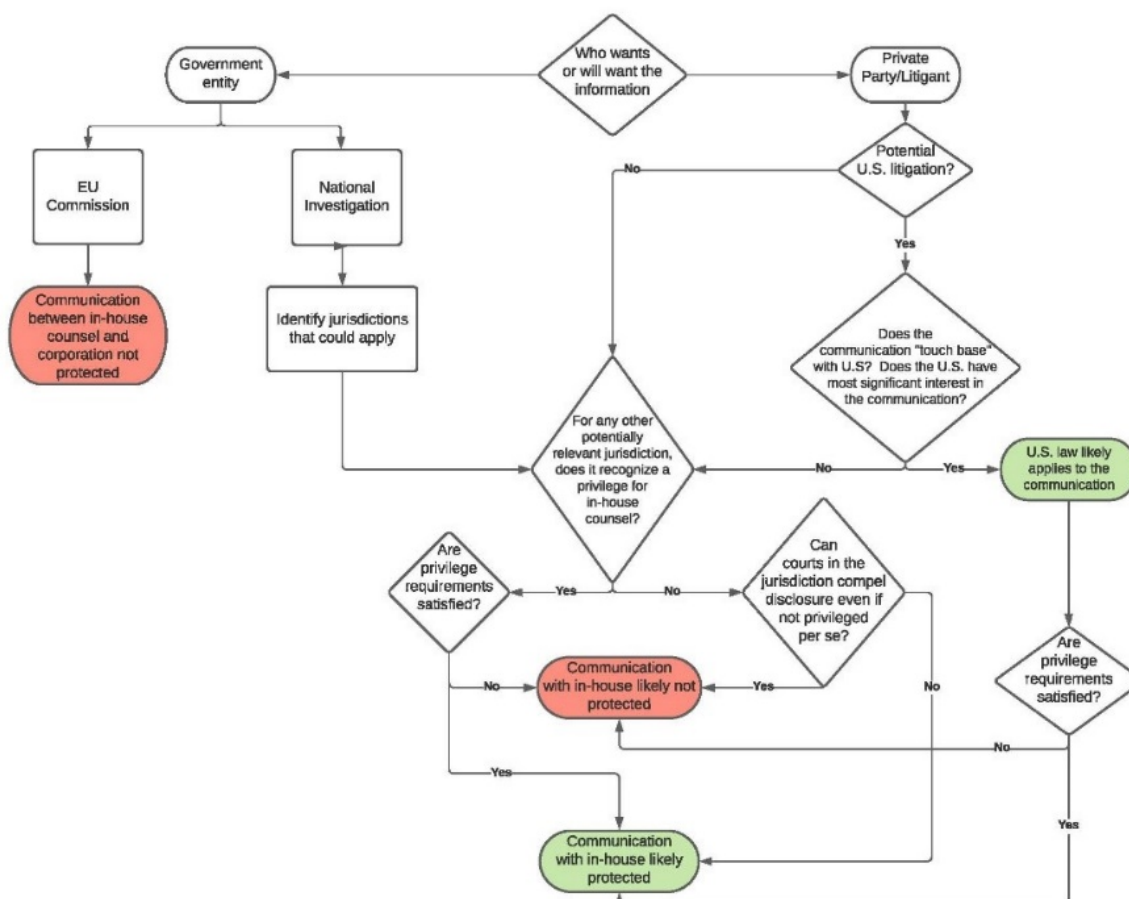 Who wants
or will want the
information
Government
entity
Private
Party/Litigant
EU
Commission
National
Investigation
Potential
U.S. litigation?
No
Yes
Communication
between in-house
counsel and
corporation not
protected
Identify jurisdictions
that could apply
Does the
communication "touch base"
with U.S? Does the U.S. have
most significant interest in
the communication?
For any other
potentially
relevant jurisdiction,
does it recognize a
privilege for
in-house
counsel?
No
Yes
U.S. law likely
applies to the
communication
Are
privilege
requirements
satisfied?
Yes
No
Can
courts in the
jurisdiction compel
disclosure even if
not privileged
per se?
Are
privilege
requirements
satisfied?
No
Communication
with in-house likely not
protected
Yes
No
No
Yes
Yes
Communication
with in-house likely
protected